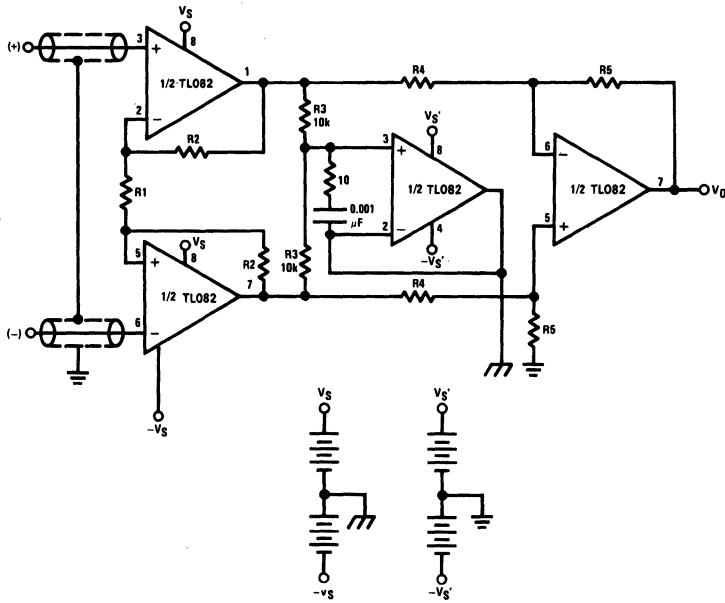 VS
8
(+)
3
+
1/2 TL082
1
2
−
R2
R1
R3
10k
R4
R5
VS'
8
3
+
10
1/2 TL082
0.001
µF
2
−
4
−VS'
6
−
1/2 TL082
7
VO
5
+
VS
8
5
+
R2
R3
10k
1/2 TL082
7
R4
R5
(−)
6
−
−VS
VS
VS'
−VS
−VS'